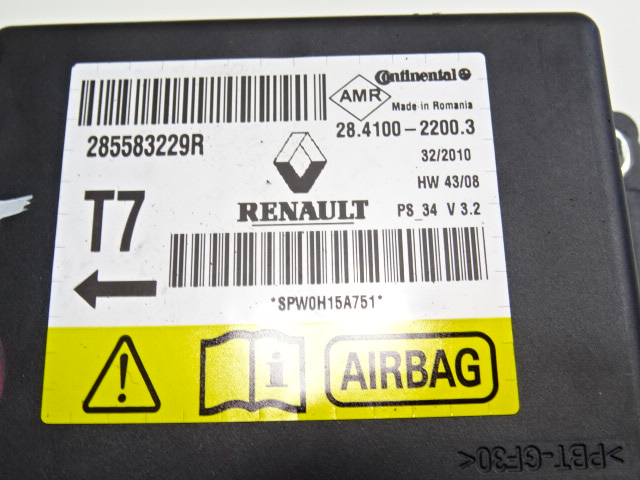 Continental
AMR
Made in Romania
285583229R
28.4100-2200.3
32/2010
HW 43/08
T7
RENAULT
PS_34 V 3.2
*SPW0H15A751*
i
AIRBAG
>PBT-GF30<